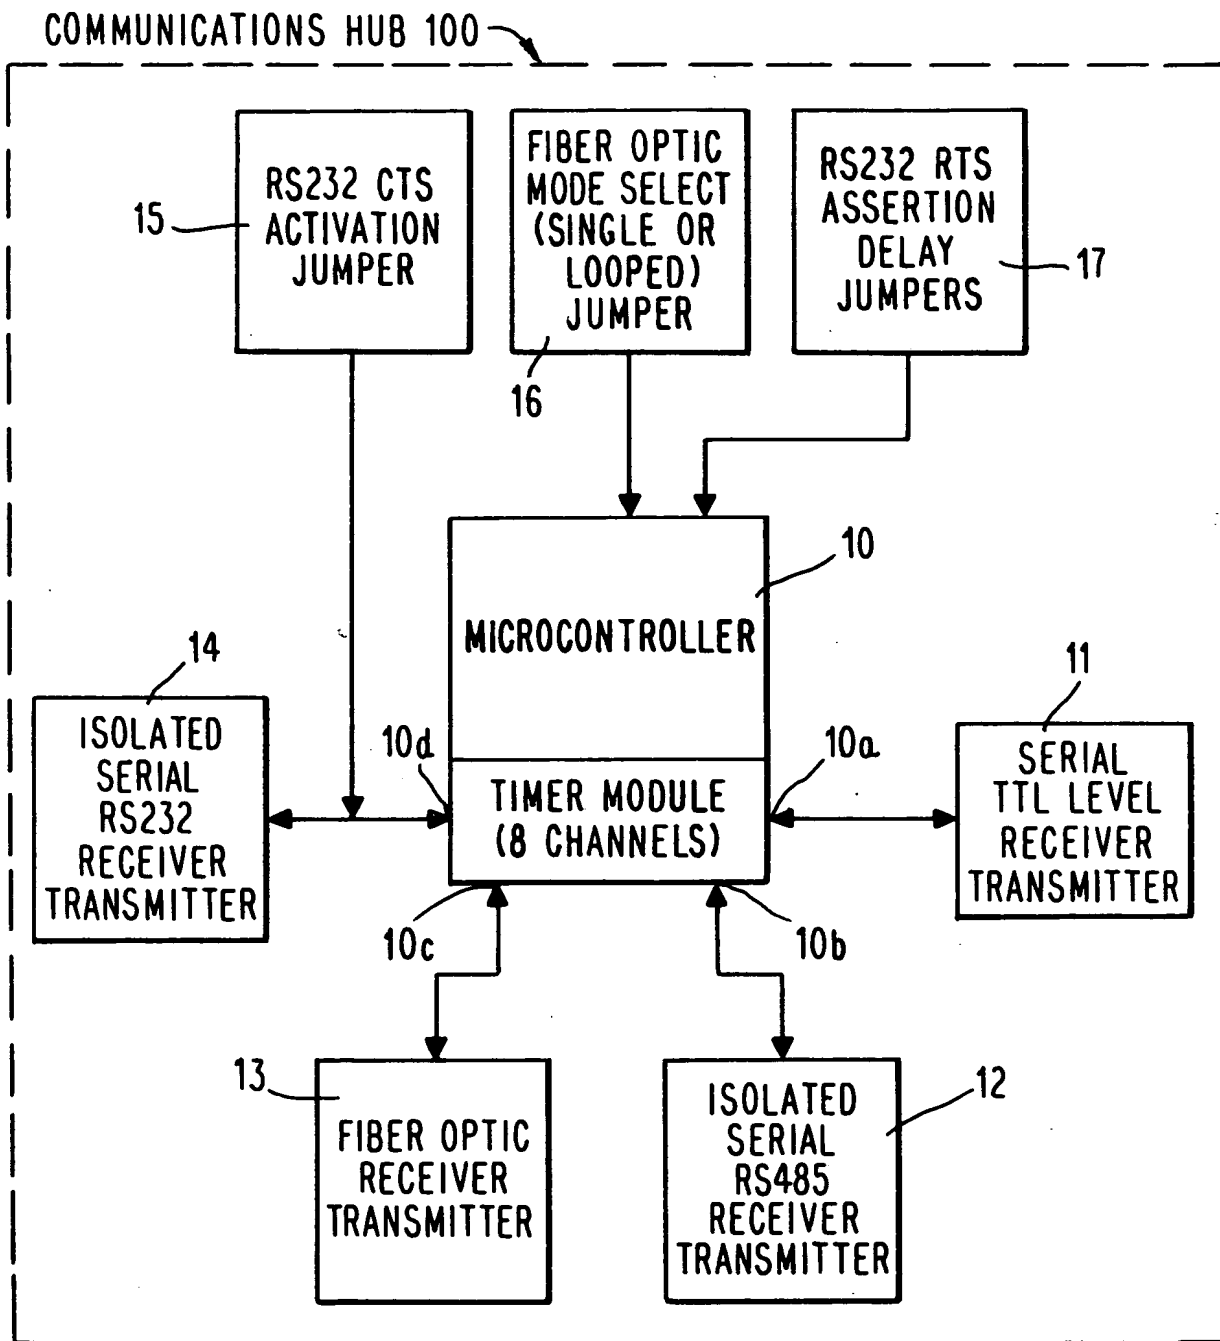 COMMUNICATIONS HUB 100
RS232 CTS
ACTIVATION
JUMPER
15
FIBER OPTIC
MODE SELECT
(SINGLE OR
LOOPED)
JUMPER
16
RS232 RTS
ASSERTION
DELAY
JUMPERS
17
10
MICROCONTROLLER
TIMER MODULE
(8 CHANNELS)
10d
10a
10c
10b
14
ISOLATED
SERIAL
RS232
RECEIVER
TRANSMITTER
11
SERIAL
TTL LEVEL
RECEIVER
TRANSMITTER
13
FIBER OPTIC
RECEIVER
TRANSMITTER
12
ISOLATED
SERIAL
RS485
RECEIVER
TRANSMITTER